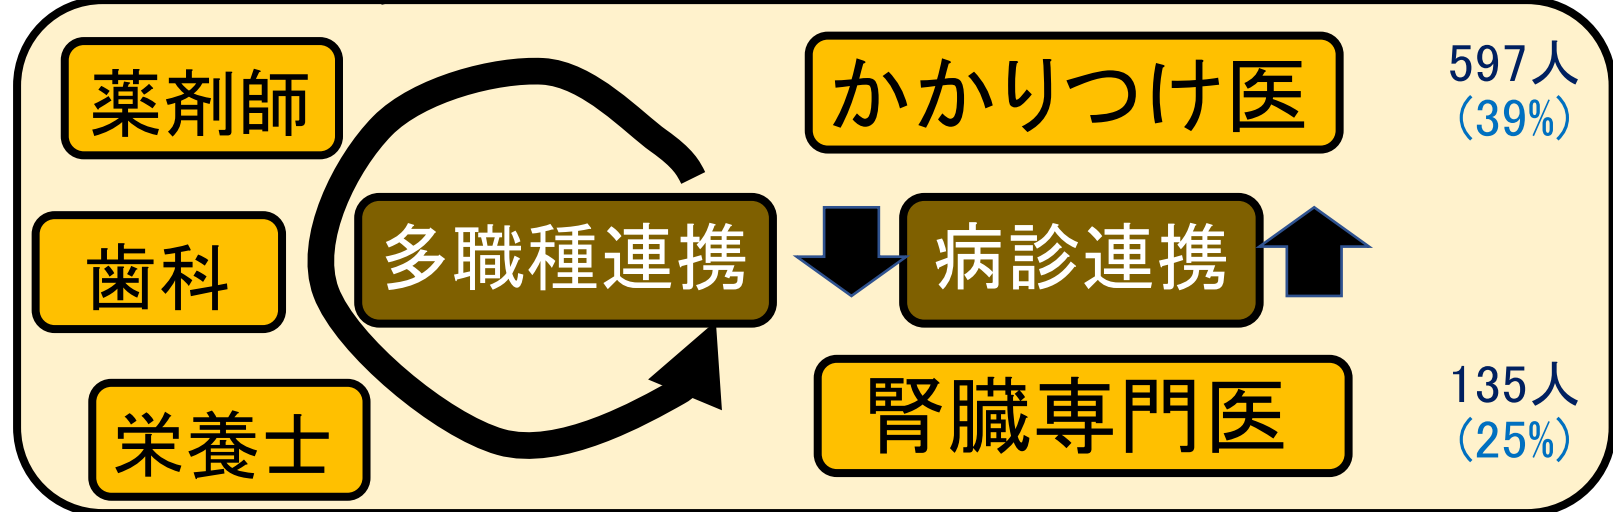 薬剤師
歯科
栄養士
多職種連携
かかりつけ医
病診連携
腎臓専門医
597人
(39%)
135人
(25%)